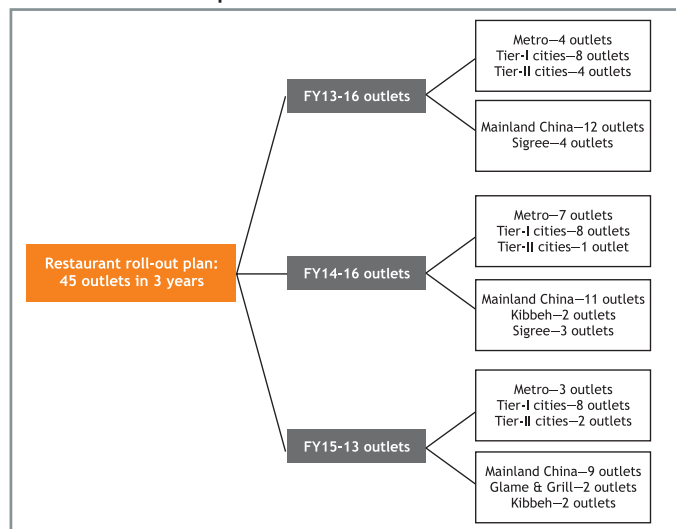 Metro—4 outlets
Tier-I cities—8 outlets
Tier-II cities—4 outlets
FY13-16 outlets
Mainland China—12 outlets
Sigree—4 outlets
Metro—7 outlets
Tier-I cities—8 outlets
Tier-II cities—1 outlet
Restaurant roll-out plan:
45 outlets in 3 years
FY14-16 outlets
Mainland China—11 outlets
Kibbeh—2 outlets
Sigree—3 outlets
Metro—3 outlets
Tier-I cities—8 outlets
Tier-II cities—2 outlets
FY15-13 outlets
Mainland China—9 outlets
Glame & Grill—2 outlets
Kibbeh—2 outlets